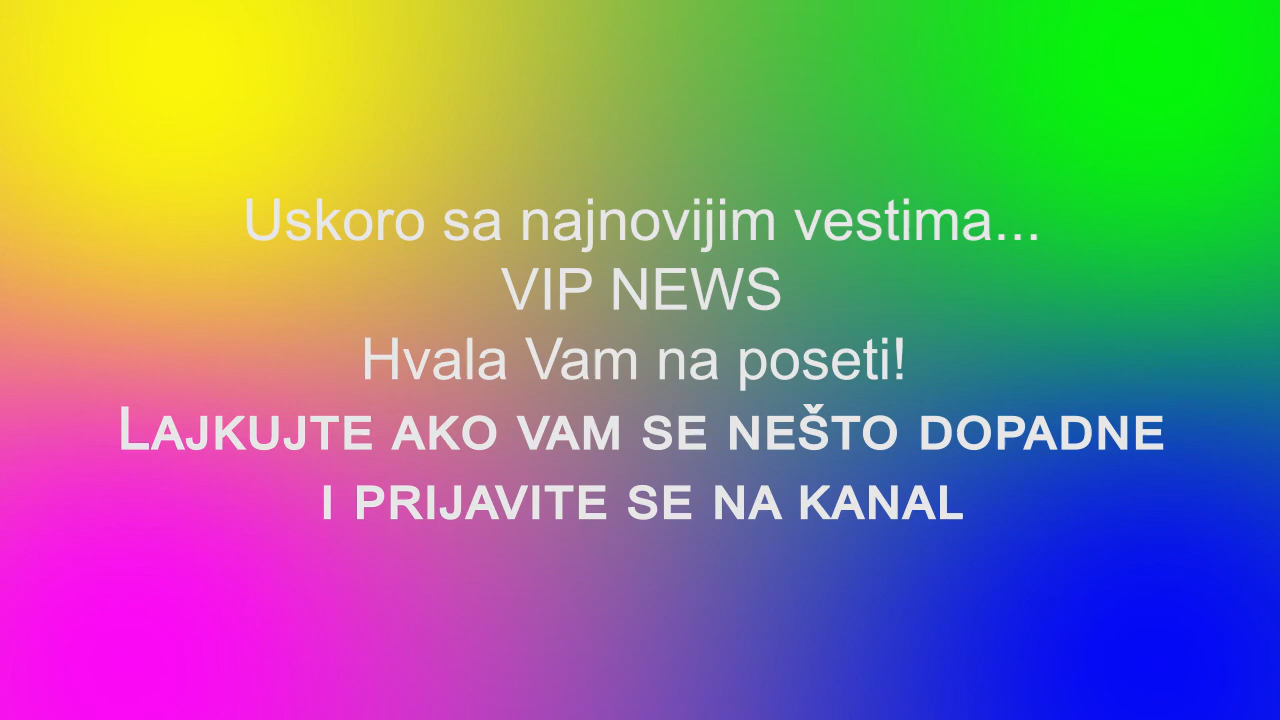 Uskoro sa najnovijim vestima...
VIP NEWS
Hvala Vam na poseti!
LAJKUJTE AKO VAM SE NEŠTO DOPADNE
I PRIJAVITE SE NA KANAL